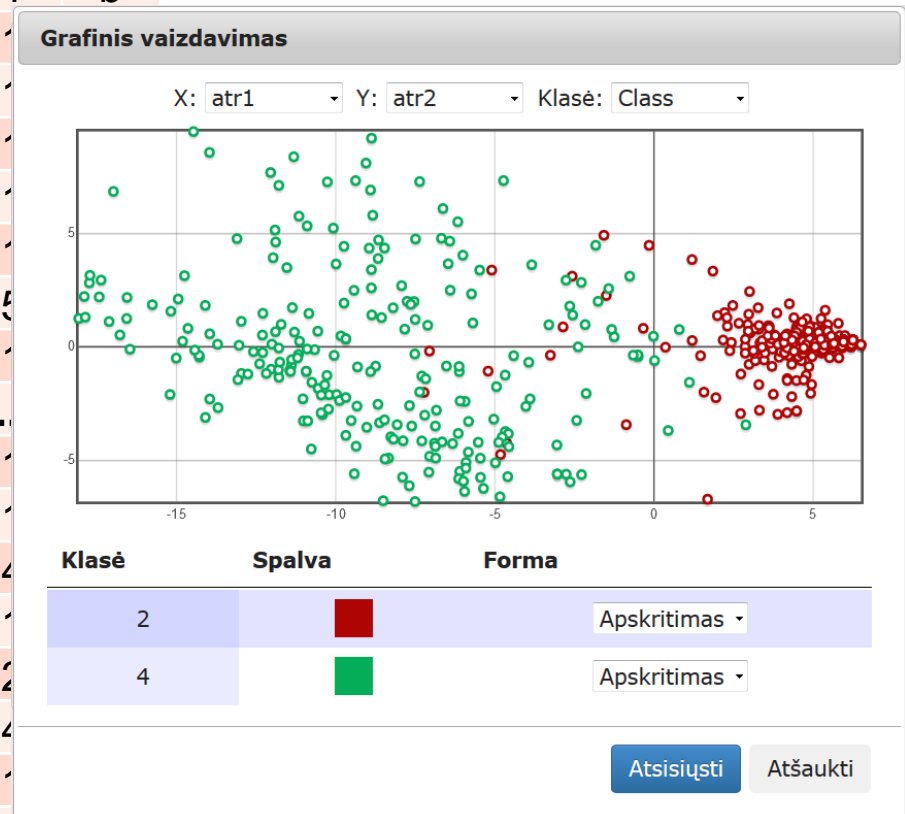 Grafinis vaizdavimas
X: atr1 Y: atr2 Klasė: Class
5
0
-5
-15 -10 -5 0 5
Klasė Spalva Forma
2 Apskritimas
4 Apskritimas
Atsisiųsti Atšaukti